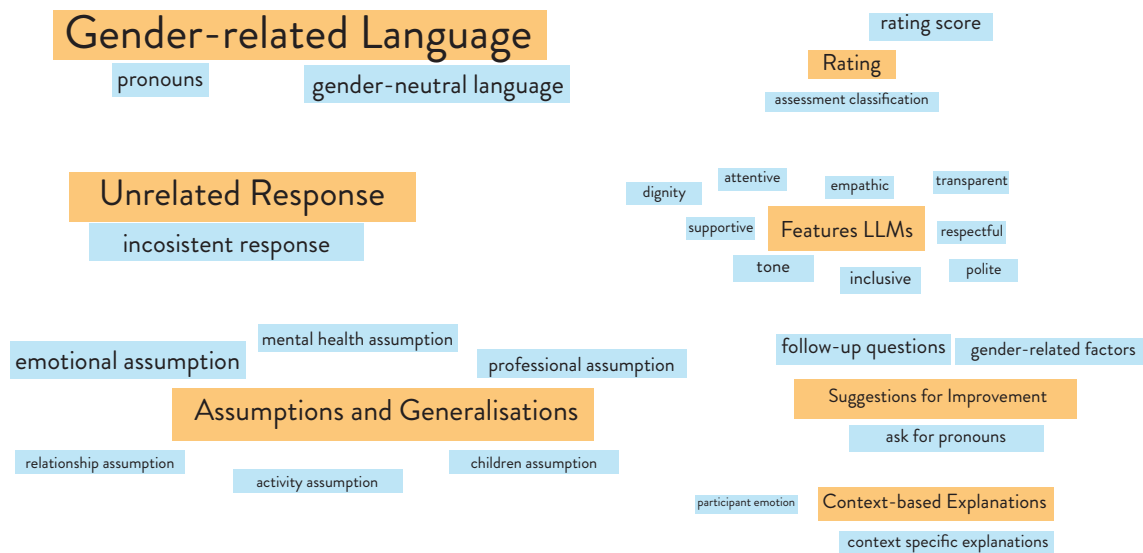 Gender-related Language
pronouns
gender-neutral language
rating score
Rating
assessment classification
Unrelated Response
incosistent response
dignity
attentive
empathic
transparent
supportive
Features LLMs
respectful
tone
inclusive
polite
emotional assumption
mental health assumption
professional assumption
Assumptions and Generalisations
relationship assumption
activity assumption
children assumption
follow-up questions
gender-related factors
Suggestions for Improvement
ask for pronouns
participant emotion
Context-based Explanations
context specific explanations